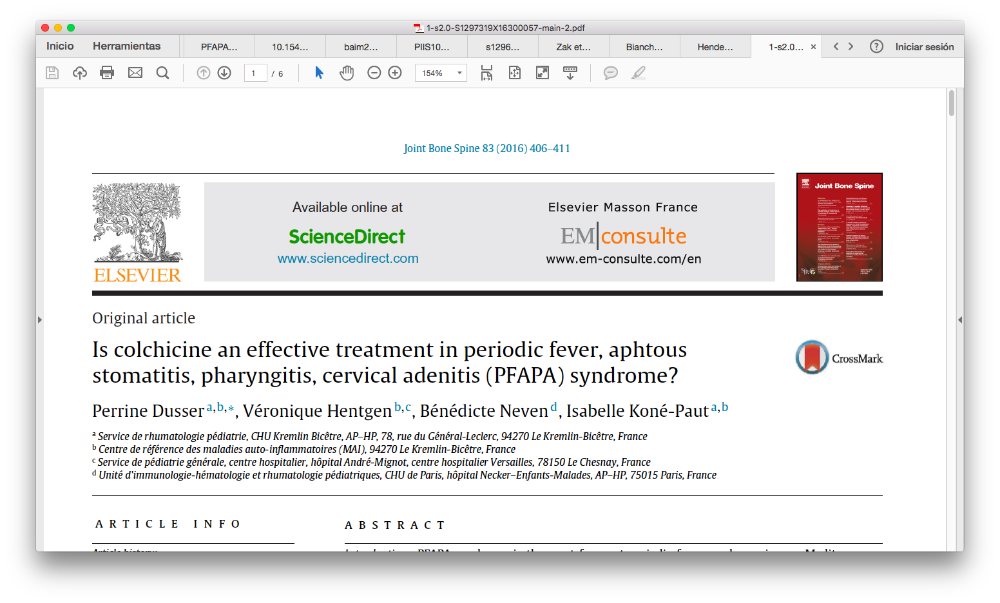 1-s2.0-S1297319X16300057-main-2.pdf
Inicio Herramientas PFAPA... 10.154... baim2... PIIS10... s1296... Zak et... Bianch... Hende... 1-s2.0... × ? Iniciar sesión
1 / 6 154%
Joint Bone Spine 83 (2016) 406–411
ELSEVIER
Available online at
ScienceDirect
www.sciencedirect.com
Elsevier Masson France
EM consulte
www.em-consulte.com/en
Joint Bone Spine
Original article
Is colchicine an effective treatment in periodic fever, aphtous
stomatitis, pharyngitis, cervical adenitis (PFAPA) syndrome?
CrossMark
Perrine Dusser a,b,*, Véronique Hentgen b,c, Bénédicte Neven d, Isabelle Koné-Paut a,b
a Service de rhumatologie pédiatrie, CHU Kremlin Bicêtre, AP–HP, 78, rue du Général-Leclerc, 94270 Le Kremlin-Bicêtre, France
b Centre de référence des maladies auto-inflammatoires (MAI), 94270 Le Kremlin-Bicêtre, France
c Service de pédiatrie générale, centre hospitalier, hôpital André-Mignot, centre hospitalier Versailles, 78150 Le Chesnay, France
d Unité d'immunologie-hématologie et rhumatologie pédiatriques, CHU de Paris, hôpital Necker–Enfants-Malades, AP–HP, 75015 Paris, France
ARTICLE INFO
ABSTRACT
Article history: